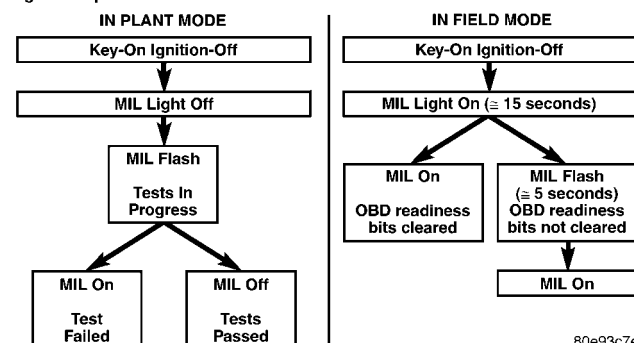 IN PLANT MODE
Key-On Ignition-Off
MIL Light Off
MIL Flash
Tests In
Progress
MIL On
Test
Failed
MIL Off
Tests
Passed
IN FIELD MODE
Key-On Ignition-Off
MIL Light On (≅ 15 seconds)
MIL On
OBD readiness
bits cleared
MIL Flash
(≅ 5 seconds)
OBD readiness
bits not cleared
MIL On
80e93c7e